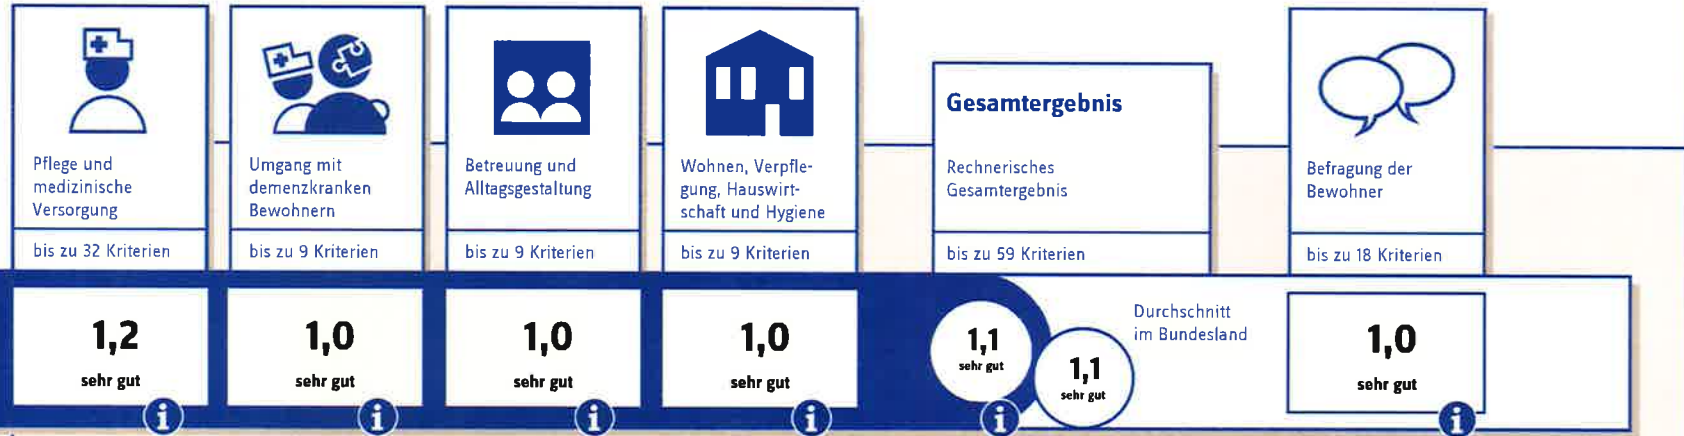 Pflege und
medizinische
Versorgung
bis zu 32 Kriterien
1,2
sehr gut
Umgang mit
demenzkranken
Bewohnern
bis zu 9 Kriterien
1,0
sehr gut
Betreuung und
Alltagsgestaltung
bis zu 9 Kriterien
1,0
sehr gut
Wohnen, Verpfle-
gung, Hauswirt-
schaft und Hygiene
bis zu 9 Kriterien
1,0
sehr gut
Gesamtergebnis
Rechnerisches
Gesamtergebnis
bis zu 59 Kriterien
1,1
sehr gut
Durchschnitt
im Bundesland
1,1
sehr gut
Befragung der
Bewohner
bis zu 18 Kriterien
1,0
sehr gut